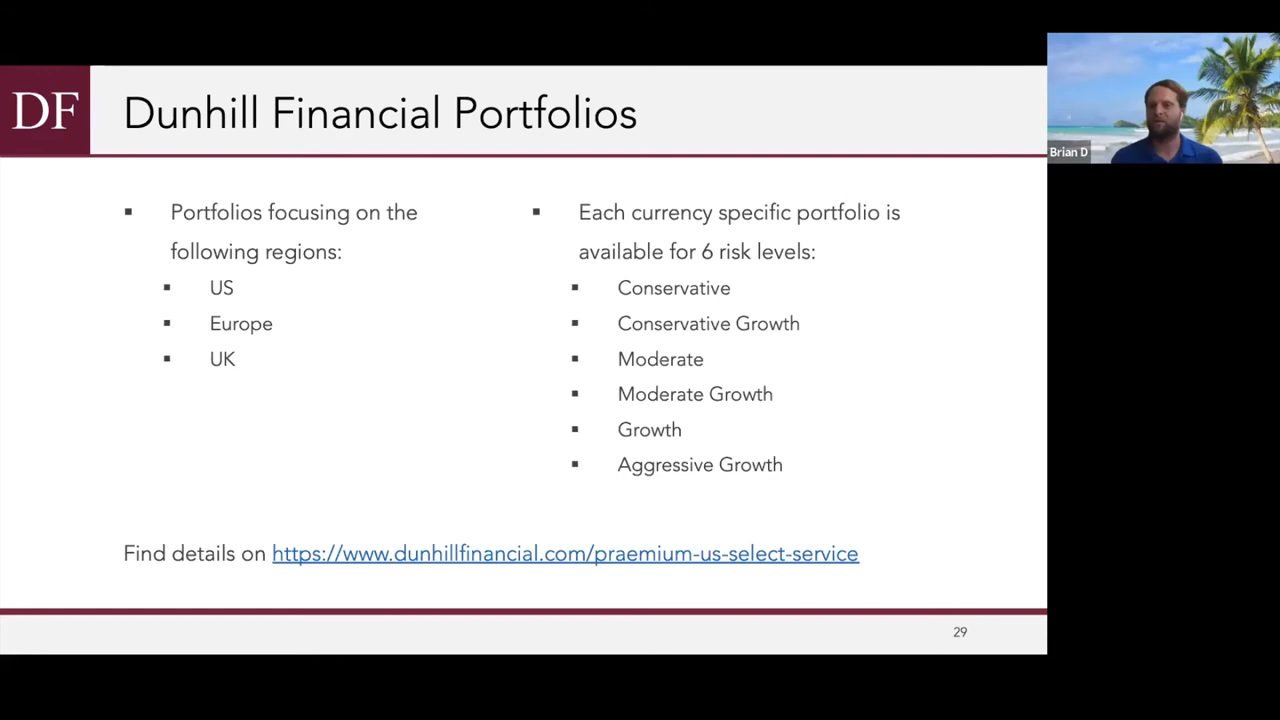 DF
Dunhill Financial Portfolios
Brian D
▪ Portfolios focusing on the
following regions:
▪ US
▪ Europe
▪ UK
▪ Each currency specific portfolio is
available for 6 risk levels:
▪ Conservative
▪ Conservative Growth
▪ Moderate
▪ Moderate Growth
▪ Growth
▪ Aggressive Growth
Find details on https://www.dunhillfinancial.com/praemium-us-select-service
29